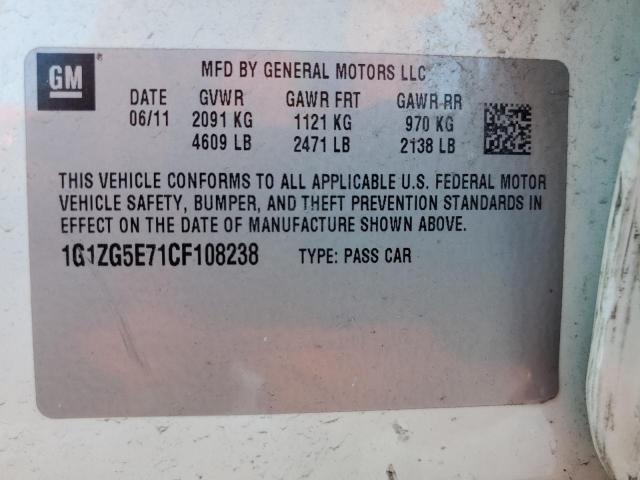 GM ®
MFD BY GENERAL MOTORS LLC
DATE GVWR GAWR FRT GAWR RR
06/11 2091 KG 1121 KG 970 KG
4609 LB 2471 LB 2138 LB
THIS VEHICLE CONFORMS TO ALL APPLICABLE U.S. FEDERAL MOTOR
VEHICLE SAFETY, BUMPER, AND THEFT PREVENTION STANDARDS IN
EFFECT ON THE DATE OF MANUFACTURE SHOWN ABOVE.
1G1ZG5E71CF108238 TYPE: PASS CAR